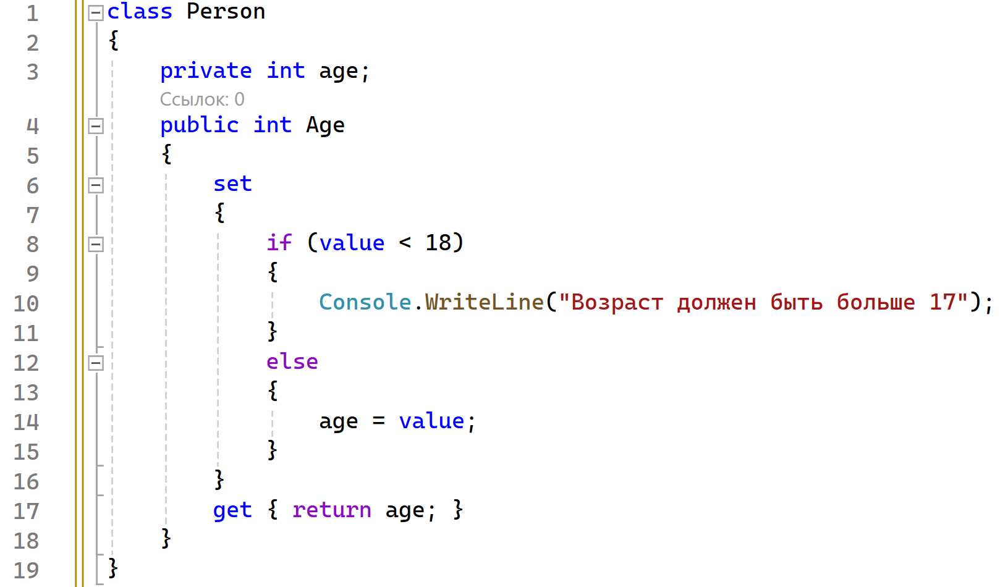 1 class Person
2 {
3 private int age;
Ссылок: 0
4 public int Age
5 {
6 set
7 {
8 if (value < 18)
9 {
10 Console.WriteLine("Возраст должен быть больше 17");
11 }
12 else
13 {
14 age = value;
15 }
16 }
17 get { return age; }
18 }
19 }